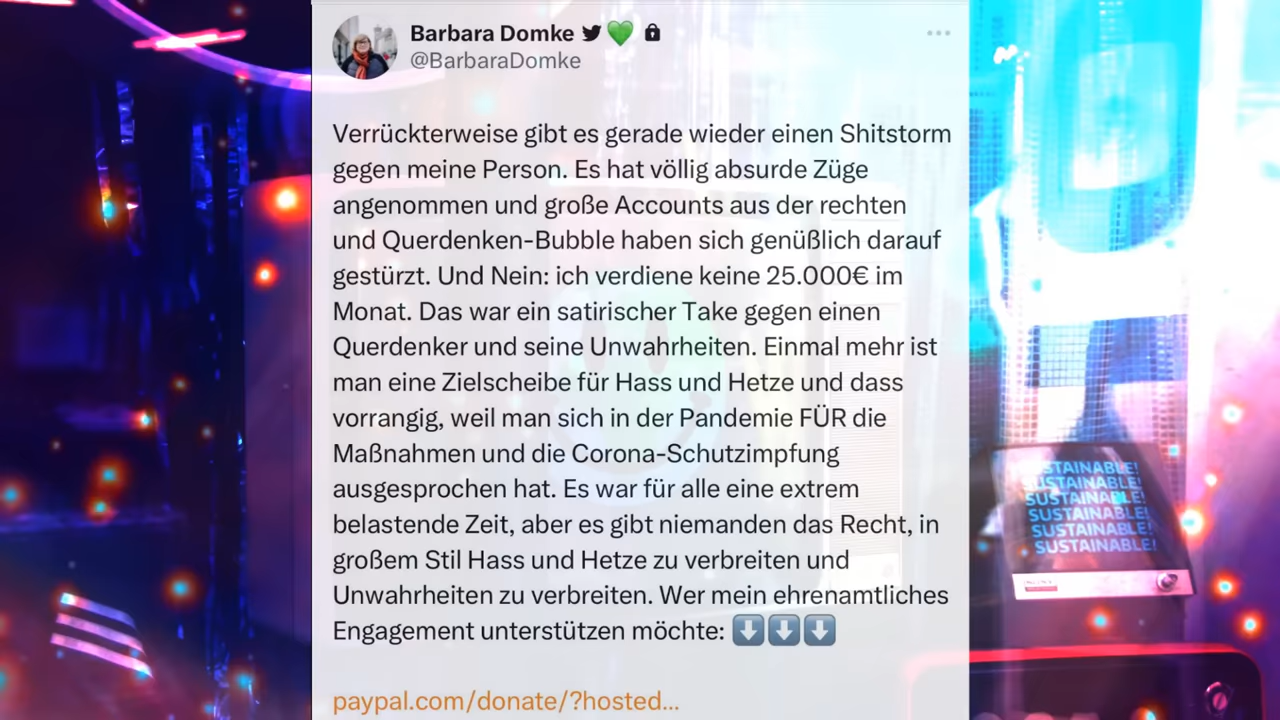 Barbara Domke
@BarbaraDomke
Verrückterweise gibt es gerade wieder einen Shitstorm
gegen meine Person. Es hat völlig absurde Züge
angenommen und große Accounts aus der rechten
und Querdenken-Bubble haben sich genüßlich darauf
gestürzt. Und Nein: ich verdiene keine 25.000€ im
Monat. Das war ein satirischer Take gegen einen
Querdenker und seine Unwahrheiten. Einmal mehr ist
man eine Zielscheibe für Hass und Hetze und dass
vorrangig, weil man sich in der Pandemie FÜR die
Maßnahmen und die Corona-Schutzimpfung
ausgesprochen hat. Es war für alle eine extrem
belastende Zeit, aber es gibt niemanden das Recht, in
großem Stil Hass und Hetze zu verbreiten und
Unwahrheiten zu verbreiten. Wer mein ehrenamtliches
Engagement unterstützen möchte: ⬇️⬇️⬇️
paypal.com/donate/?hosted...
STAINABLE!
USTAINABLE!
SUSTAINABLE!
SUSTAINABLE!
SUSTAINABLE!
SUSTAINABLE!